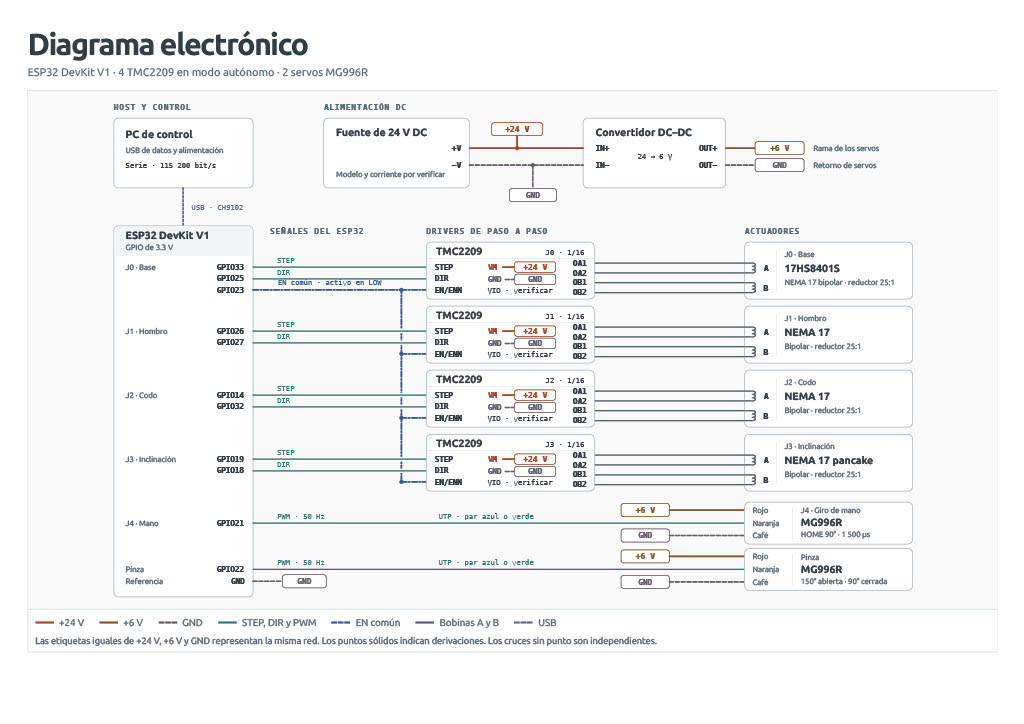 Diagrama electrónico
ESP32 DevKit V1 · 4 TMC2209 en modo autónomo · 2 servos MG996R
HOST Y CONTROL
PC de control
USB de datos y alimentación
Serie · 115 200 bit/s
USB · CH9102
ALIMENTACIÓN DC
Fuente de 24 V DC
+V
−V
Modelo y corriente por verificar
+24 V
GND
Convertidor DC–DC
IN+
IN−
24 → 6 V
OUT+
OUT−
+6 V
Rama de los servos
GND
Retorno de servos
ESP32 DevKit V1
GPIO de 3.3 V
J0 · Base
GPIO33
GPIO25
GPIO23
J1 · Hombro
GPIO26
GPIO27
J2 · Codo
GPIO14
GPIO32
J3 · Inclinación
GPIO19
GPIO18
J4 · Mano
GPIO21
Pinza
GPIO22
Referencia
GND
GND
SEÑALES DEL ESP32
STEP
DIR
EN común · activo en LOW
STEP
DIR
STEP
DIR
STEP
DIR
PWM · 50 Hz
UTP · par azul o verde
PWM · 50 Hz
UTP · par azul o verde
DRIVERS DE PASO A PASO
TMC2209
J0 · 1/16
STEP
VM
+24 V
OA1
DIR
GND
GND
OA2
EN/ENN
VIO · verificar
OB1
OB2
TMC2209
J1 · 1/16
STEP
VM
+24 V
OA1
DIR
GND
GND
OA2
EN/ENN
VIO · verificar
OB1
OB2
TMC2209
J2 · 1/16
STEP
VM
+24 V
OA1
DIR
GND
GND
OA2
EN/ENN
VIO · verificar
OB1
OB2
TMC2209
J3 · 1/16
STEP
VM
+24 V
OA1
DIR
GND
GND
OA2
EN/ENN
VIO · verificar
OB1
OB2
ACTUADORES
J0 · Base
A
17HS8401S
B
NEMA 17 bipolar · reductor 25:1
J1 · Hombro
A
NEMA 17
B
Bipolar · reductor 25:1
J2 · Codo
A
NEMA 17
B
Bipolar · reductor 25:1
J3 · Inclinación
A
NEMA 17 pancake
B
Bipolar · reductor 25:1
+6 V
GND
Rojo
Naranja
Café
J4 · Giro de mano
MG996R
HOME 90° · 1 500 µs
+6 V
GND
Rojo
Naranja
Café
Pinza
MG996R
150° abierta · 90° cerrada
+24 V
+6 V
GND
STEP, DIR y PWM
EN común
Bobinas A y B
USB
Las etiquetas iguales de +24 V, +6 V y GND representan la misma red. Los puntos sólidos indican derivaciones. Los cruces sin punto son independientes.